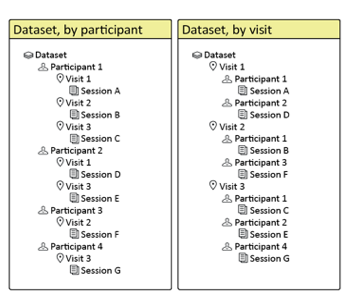 Dataset, by participant
Dataset
Participant 1
Visit 1
Session A
Visit 2
Session B
Visit 3
Session C
Participant 2
Visit 1
Session D
Visit 3
Session E
Participant 3
Visit 2
Session F
Participant 4
Visit 3
Session G
Dataset, by visit
Dataset
Visit 1
Participant 1
Session A
Participant 2
Session D
Visit 2
Participant 1
Session B
Participant 3
Session F
Visit 3
Participant 1
Session C
Participant 2
Session E
Participant 4
Session G